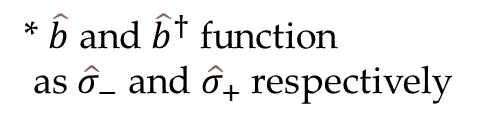 * b̂ and b̂† function
as σ̂₋ and σ̂₊ respectively